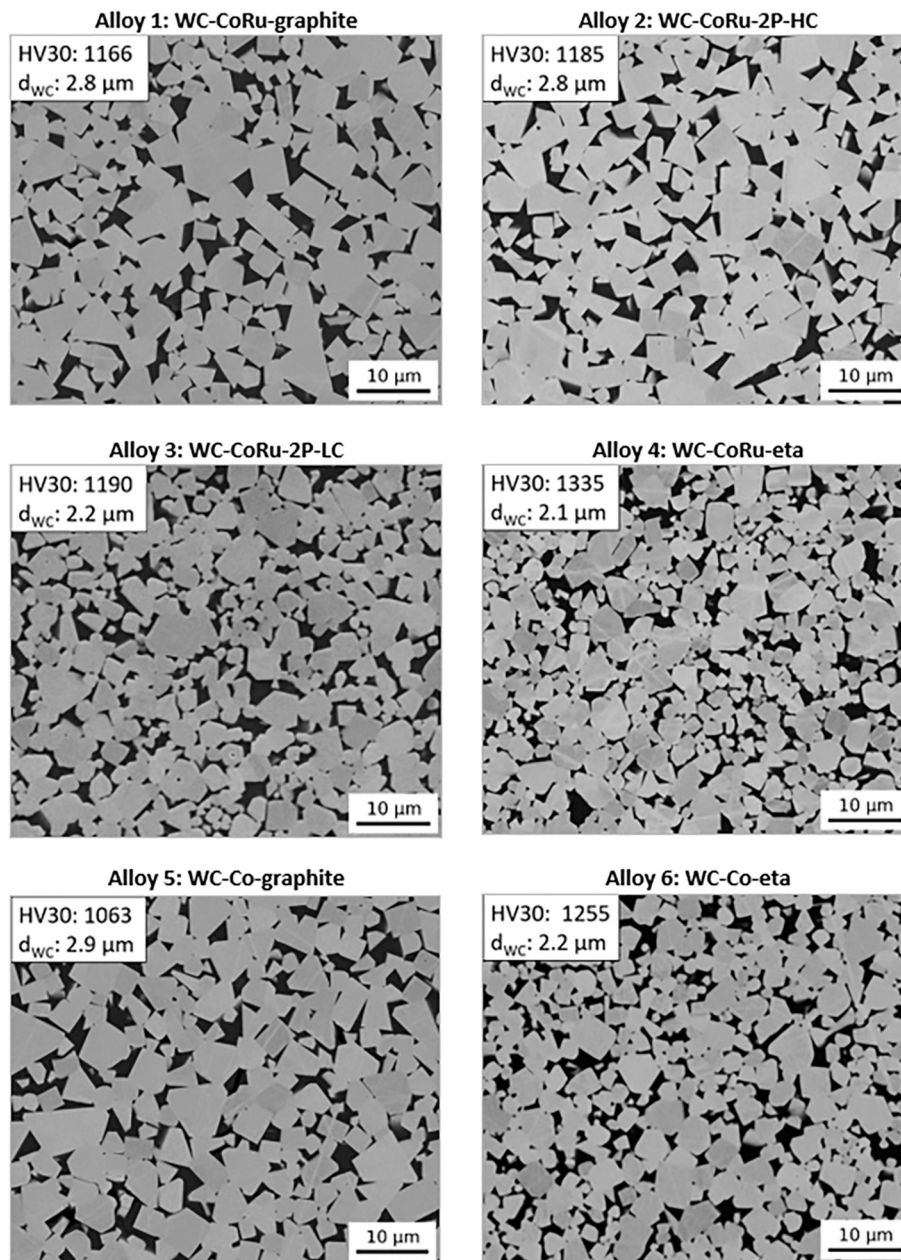 Alloy 1: WC-CoRu-graphite
HV30: 1166
dWC: 2.8 µm
10 µm
Alloy 2: WC-CoRu-2P-HC
HV30: 1185
dWC: 2.8 µm
10 µm
Alloy 3: WC-CoRu-2P-LC
HV30: 1190
dWC: 2.2 µm
10 µm
Alloy 4: WC-CoRu-eta
HV30: 1335
dWC: 2.1 µm
10 µm
Alloy 5: WC-Co-graphite
HV30: 1063
dWC: 2.9 µm
10 µm
Alloy 6: WC-Co-eta
HV30: 1255
dWC: 2.2 µm
10 µm